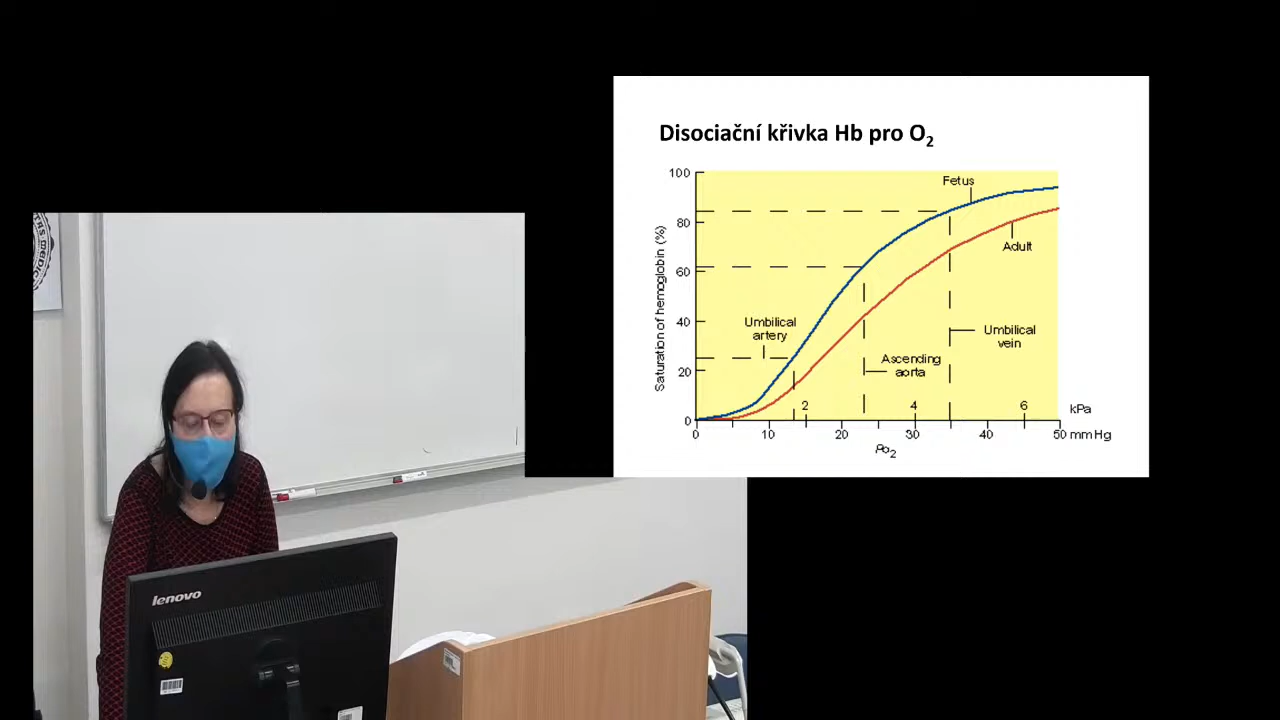 Disociační křivka Hb pro O₂
100
80
60
40
20
0
Saturation of hemoglobin (%)
Fetus
Adult
Umbilical
artery
Ascending
aorta
Umbilical
vein
2
4
6
kPa
0
10
20
30
40
50 mm Hg
Po₂
lenovo